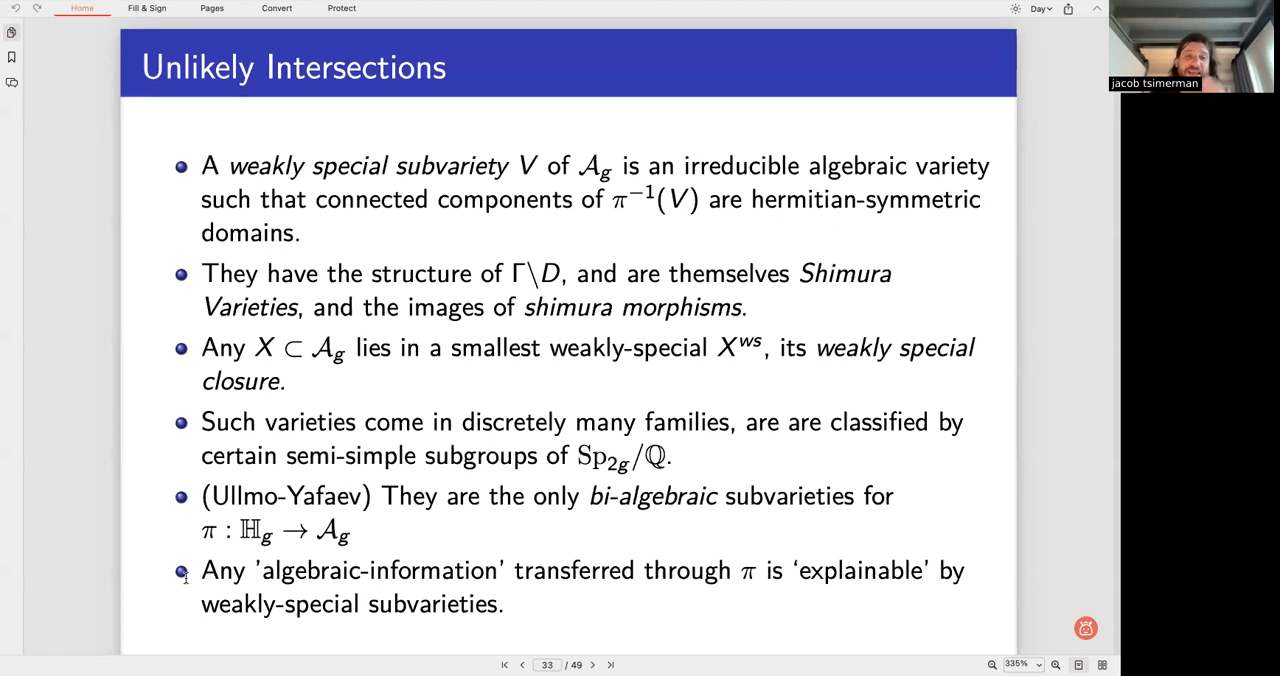 Home Fill & Sign Pages Convert Protect Day
jacob tsimerman
Unlikely Intersections
A weakly special subvariety V of 𝒜_g is an irreducible algebraic variety
such that connected components of π⁻¹(V) are hermitian-symmetric
domains.
They have the structure of Γ\D, and are themselves Shimura
Varieties, and the images of shimura morphisms.
Any X ⊂ 𝒜_g lies in a smallest weakly-special X^{ws}, its weakly special
closure.
Such varieties come in discretely many families, are are classified by
certain semi-simple subgroups of Sp_{2g}/ℚ.
(Ullmo-Yafaev) They are the only bi-algebraic subvarieties for
π : ℍ_g → 𝒜_g
Any 'algebraic-information' transferred through π is ‘explainable’ by
weakly-special subvarieties.
33 / 49 335%